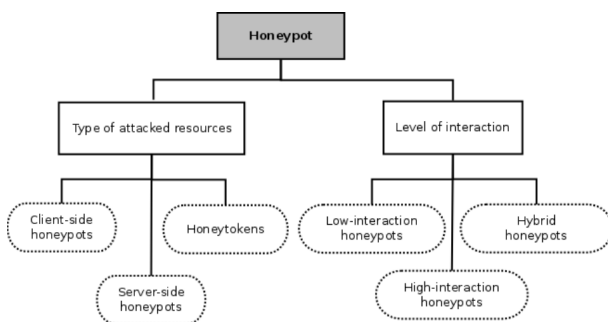 Honeypot
Type of attacked resources
Level of interaction
Client-side
honeypots
Honeytokens
Server-side
honeypots
Low-interaction
honeypots
Hybrid
honeypots
High-interaction
honeypots